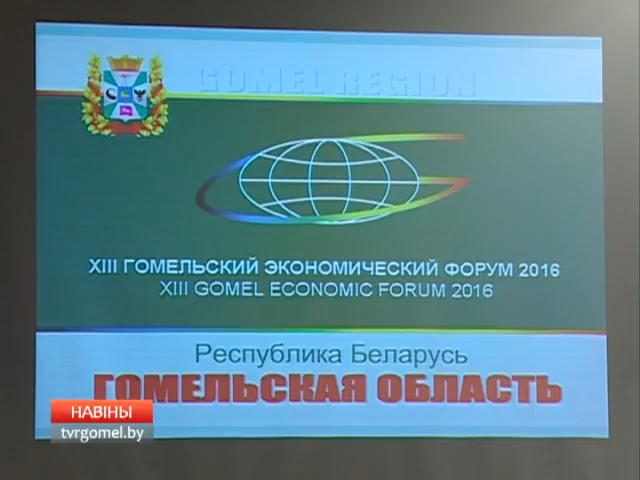 GOMEL REGION
XIII ГОМЕЛЬСКИЙ ЭКОНОМИЧЕСКИЙ ФОРУМ 2016
XIII GOMEL ECONOMIC FORUM 2016
Республика Беларусь
ГОМЕЛЬСКАЯ ОБЛАСТЬ
НАВІНЫ
tvrgomel.by